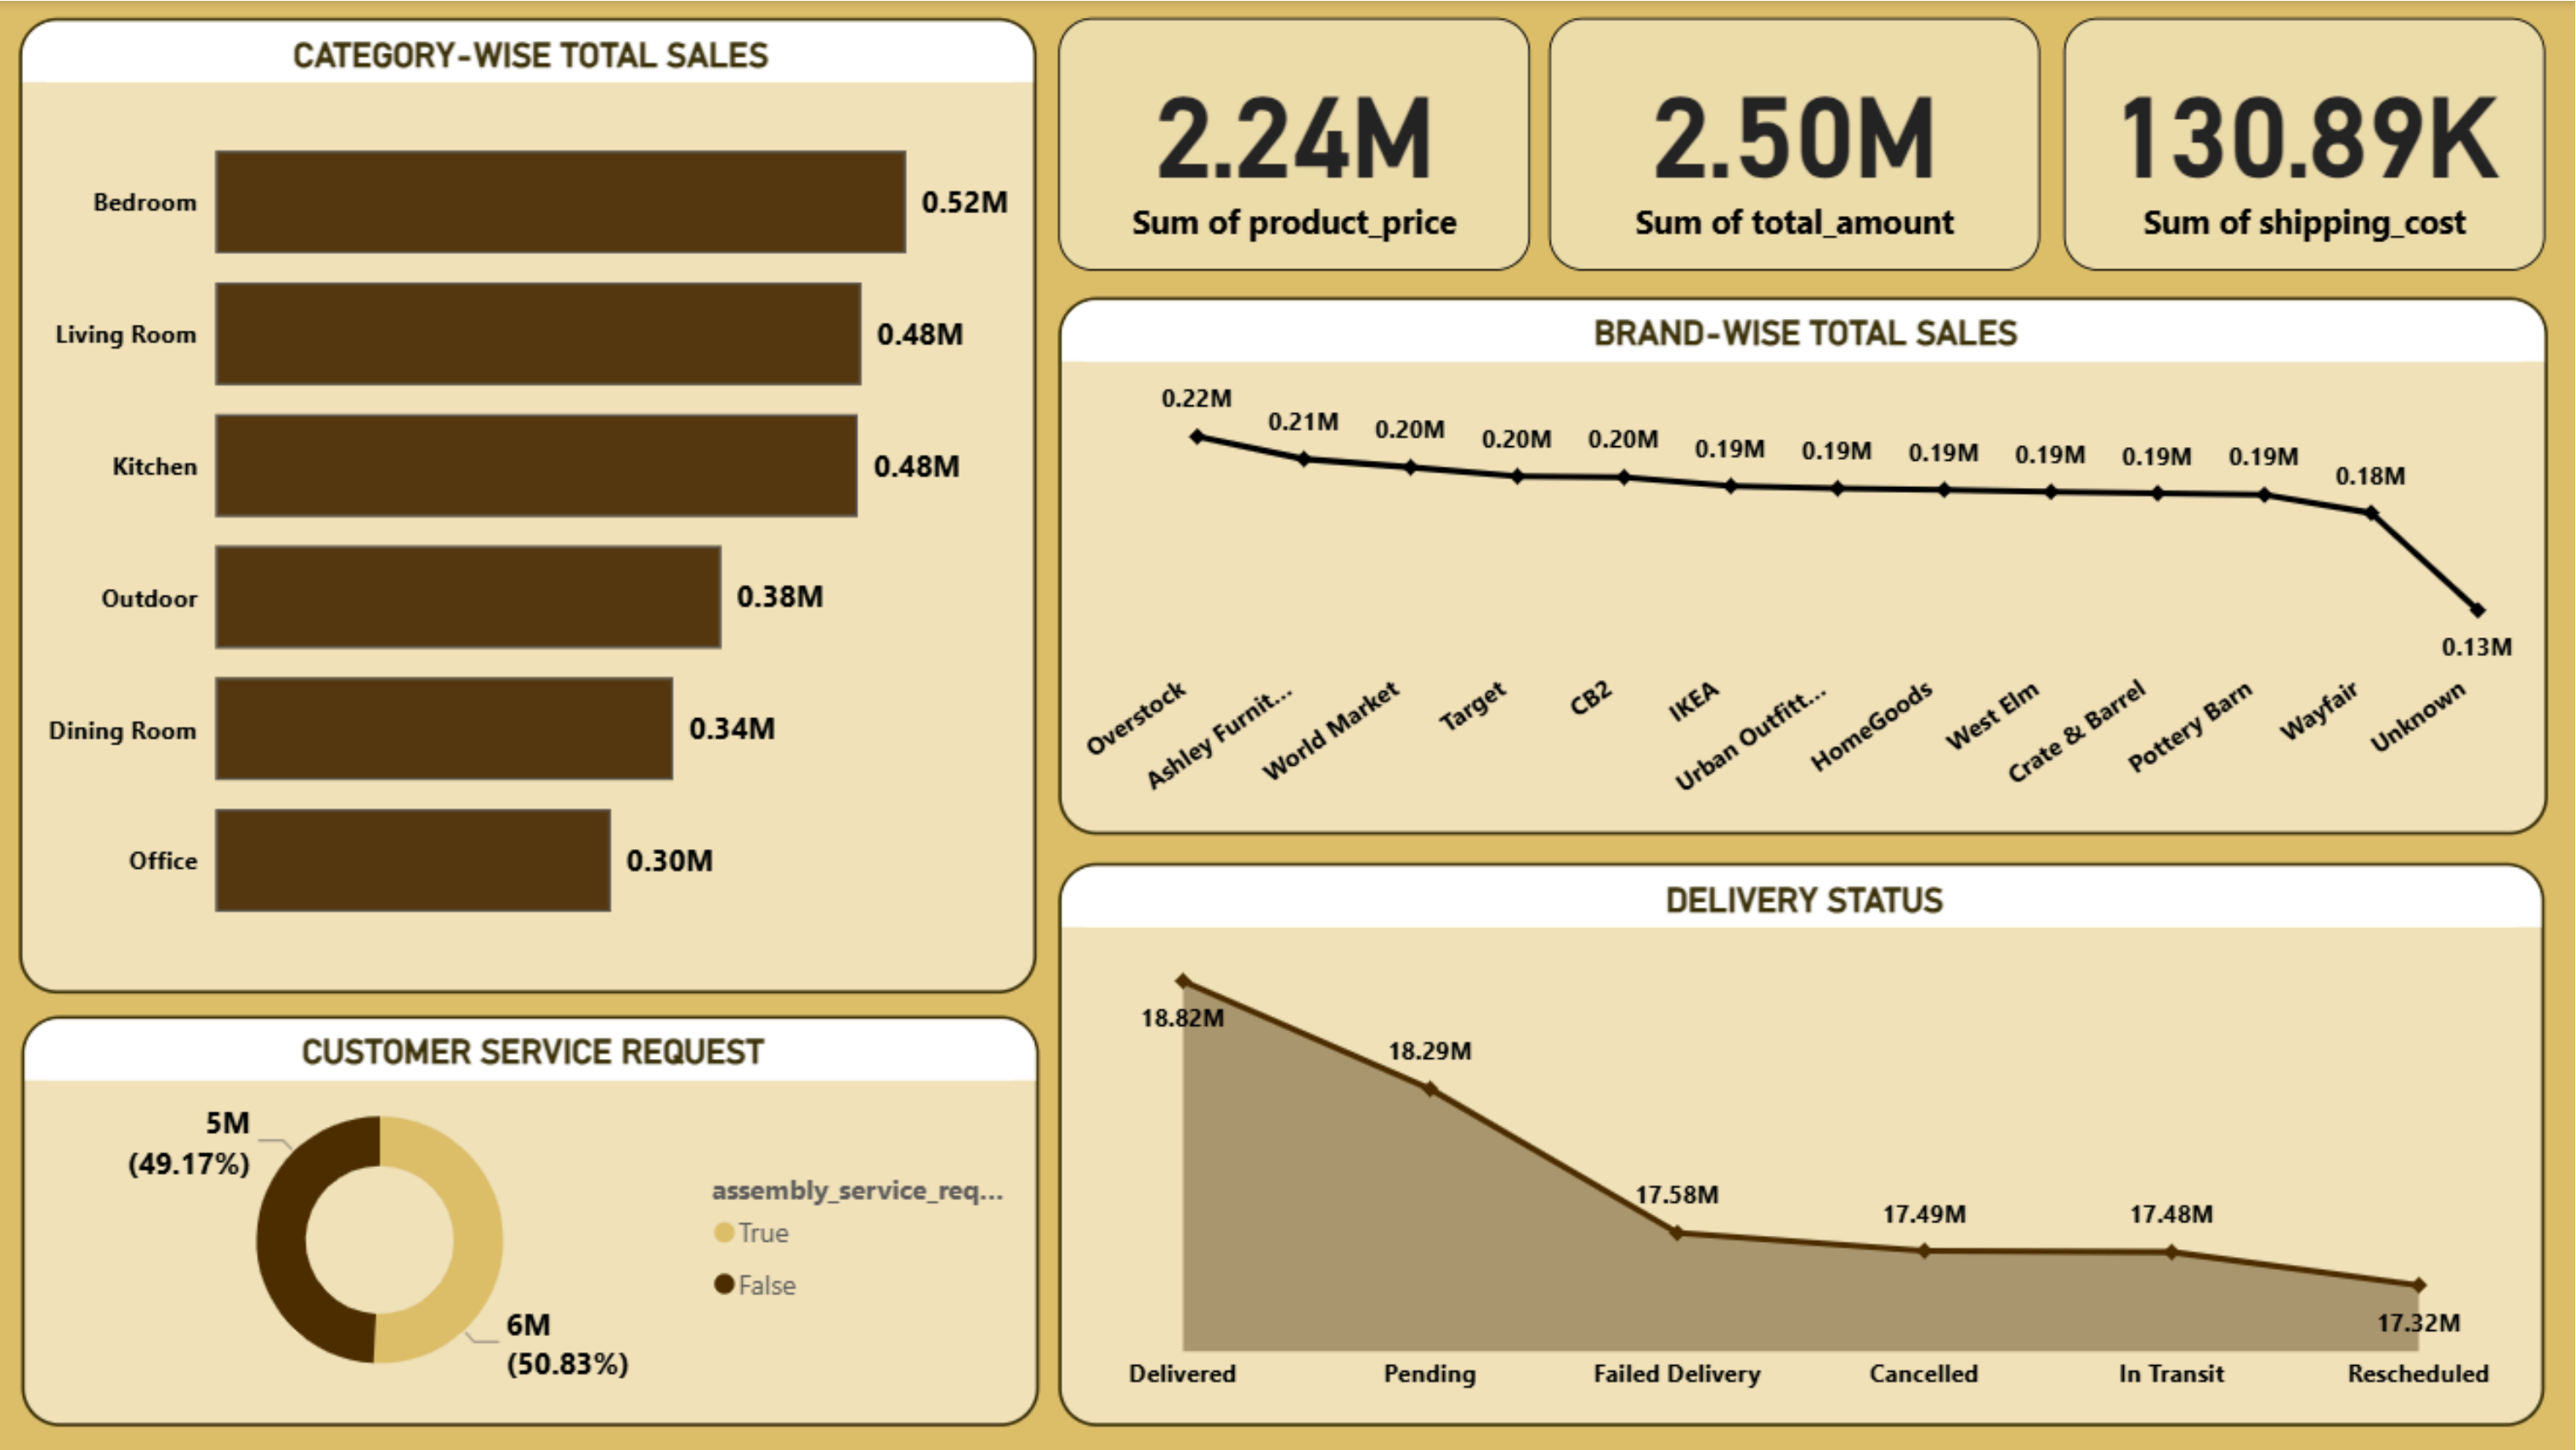 CATEGORY-WISE TOTAL SALES
Bedroom 0.52M
Living Room 0.48M
Kitchen 0.48M
Outdoor 0.38M
Dining Room 0.34M
Office 0.30M
2.24M
Sum of product_price
2.50M
Sum of total_amount
130.89K
Sum of shipping_cost
BRAND-WISE TOTAL SALES
0.22M 0.21M 0.20M 0.20M 0.20M 0.19M 0.19M 0.19M 0.19M 0.19M 0.19M 0.18M 0.13M
Overstock Ashley Furnit... World Market Target CB2 IKEA Urban Outfitt... HomeGoods West Elm Crate & Barrel Pottery Barn Wayfair Unknown
CUSTOMER SERVICE REQUEST
5M
(49.17%)
6M
(50.83%)
assembly_service_req...
True
False
DELIVERY STATUS
18.82M 18.29M 17.58M 17.49M 17.48M 17.32M
Delivered Pending Failed Delivery Cancelled In Transit Rescheduled